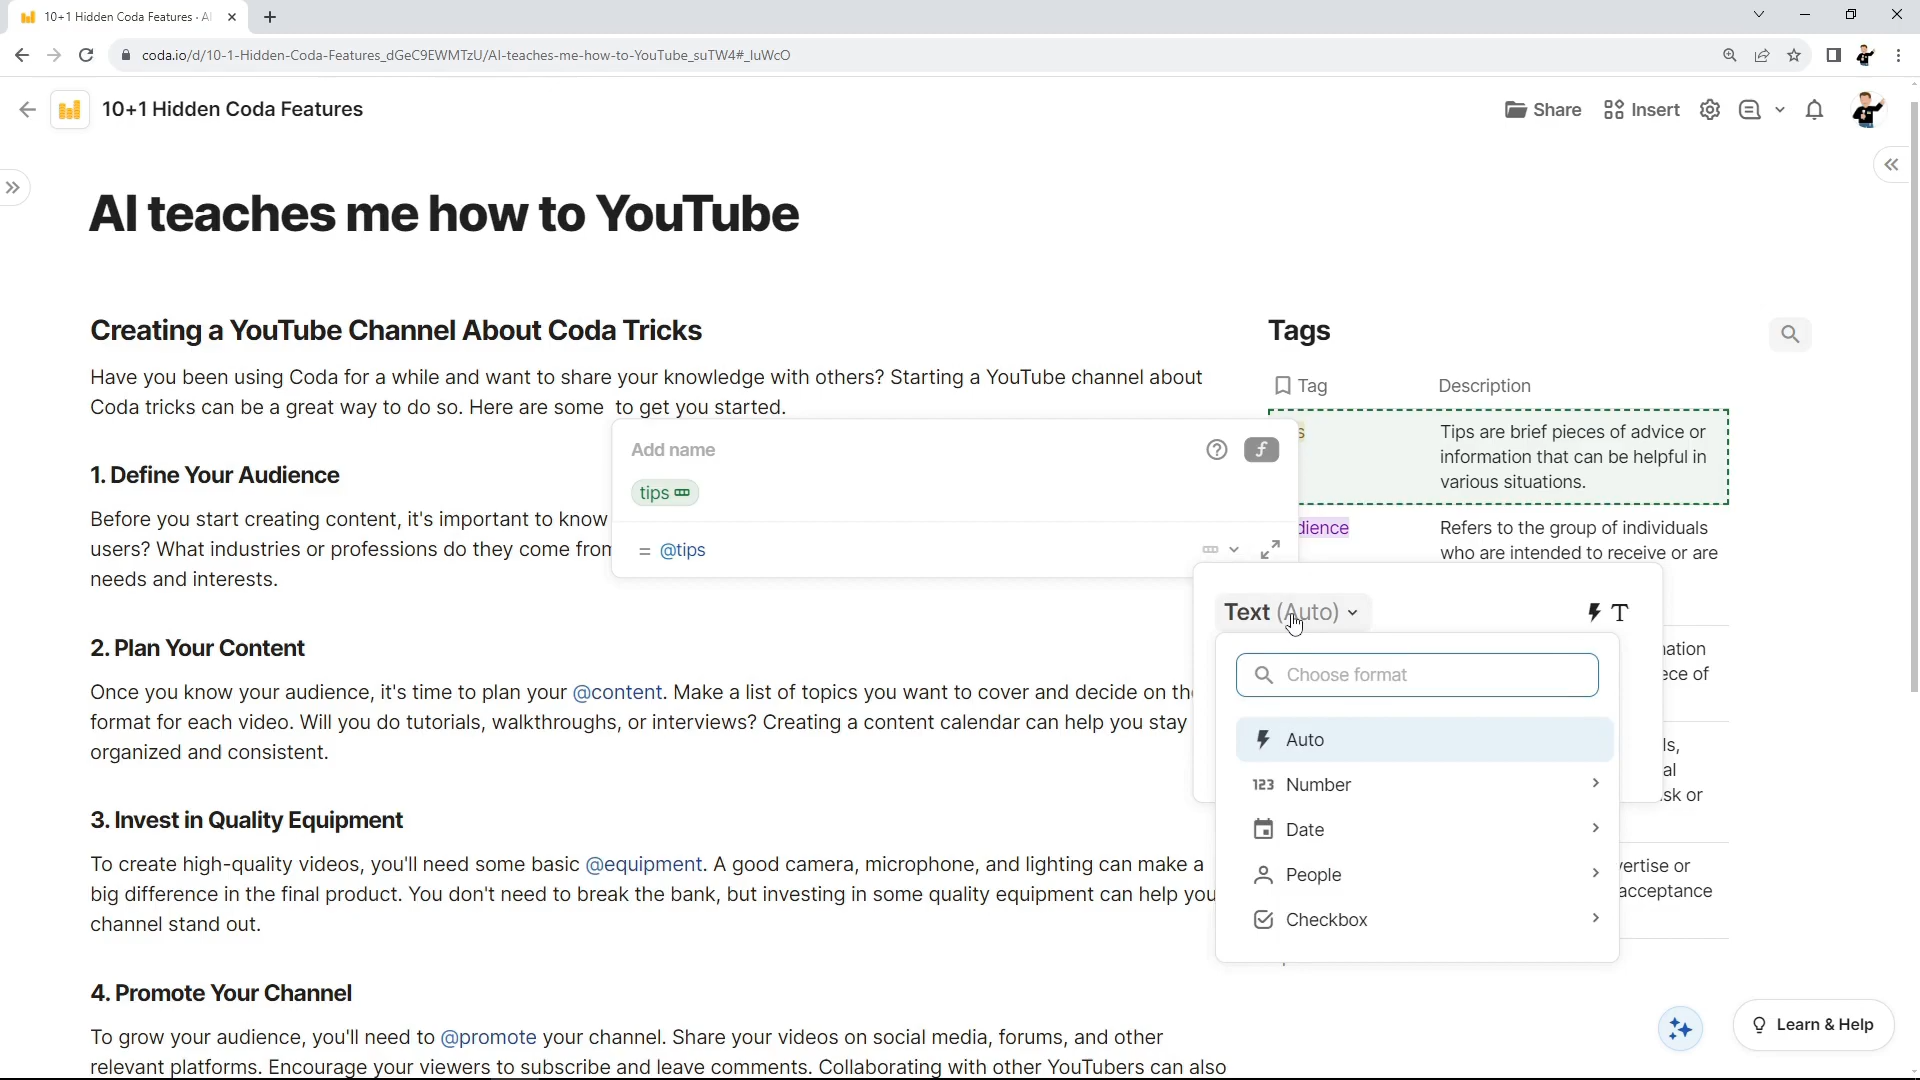 10+1 Hidden Coda Features · AI
coda.io/d/10-1-Hidden-Coda-Features_dGeC9EWMTzU/AI-teaches-me-how-to-YouTube_suTW4#_luWcO
10+1 Hidden Coda Features
Share
Insert
AI teaches me how to YouTube
Creating a YouTube Channel About Coda Tricks
Have you been using Coda for a while and want to share your knowledge with others? Starting a YouTube channel about
Coda tricks can be a great way to do so. Here are some to get you started.
1. Define Your Audience
Before you start creating content, it's important to know
users? What industries or professions do they come from
needs and interests.
2. Plan Your Content
Once you know your audience, it's time to plan your @content. Make a list of topics you want to cover and decide on the
format for each video. Will you do tutorials, walkthroughs, or interviews? Creating a content calendar can help you stay
organized and consistent.
3. Invest in Quality Equipment
To create high-quality videos, you'll need some basic @equipment. A good camera, microphone, and lighting can make a
big difference in the final product. You don't need to break the bank, but investing in some quality equipment can help you
channel stand out.
4. Promote Your Channel
To grow your audience, you'll need to @promote your channel. Share your videos on social media, forums, and other
relevant platforms. Encourage your viewers to subscribe and leave comments. Collaborating with other YouTubers can also
Add name
tips
= @tips
Tags
Tag Description
s
Tips are brief pieces of advice or
information that can be helpful in
various situations.
dience
Refers to the group of individuals
who are intended to receive or are
nation
ece of
ls,
al
sk or
vertise or
acceptance
Text (Auto)
T
Choose format
Auto
123 Number
Date
People
Checkbox
Learn & Help